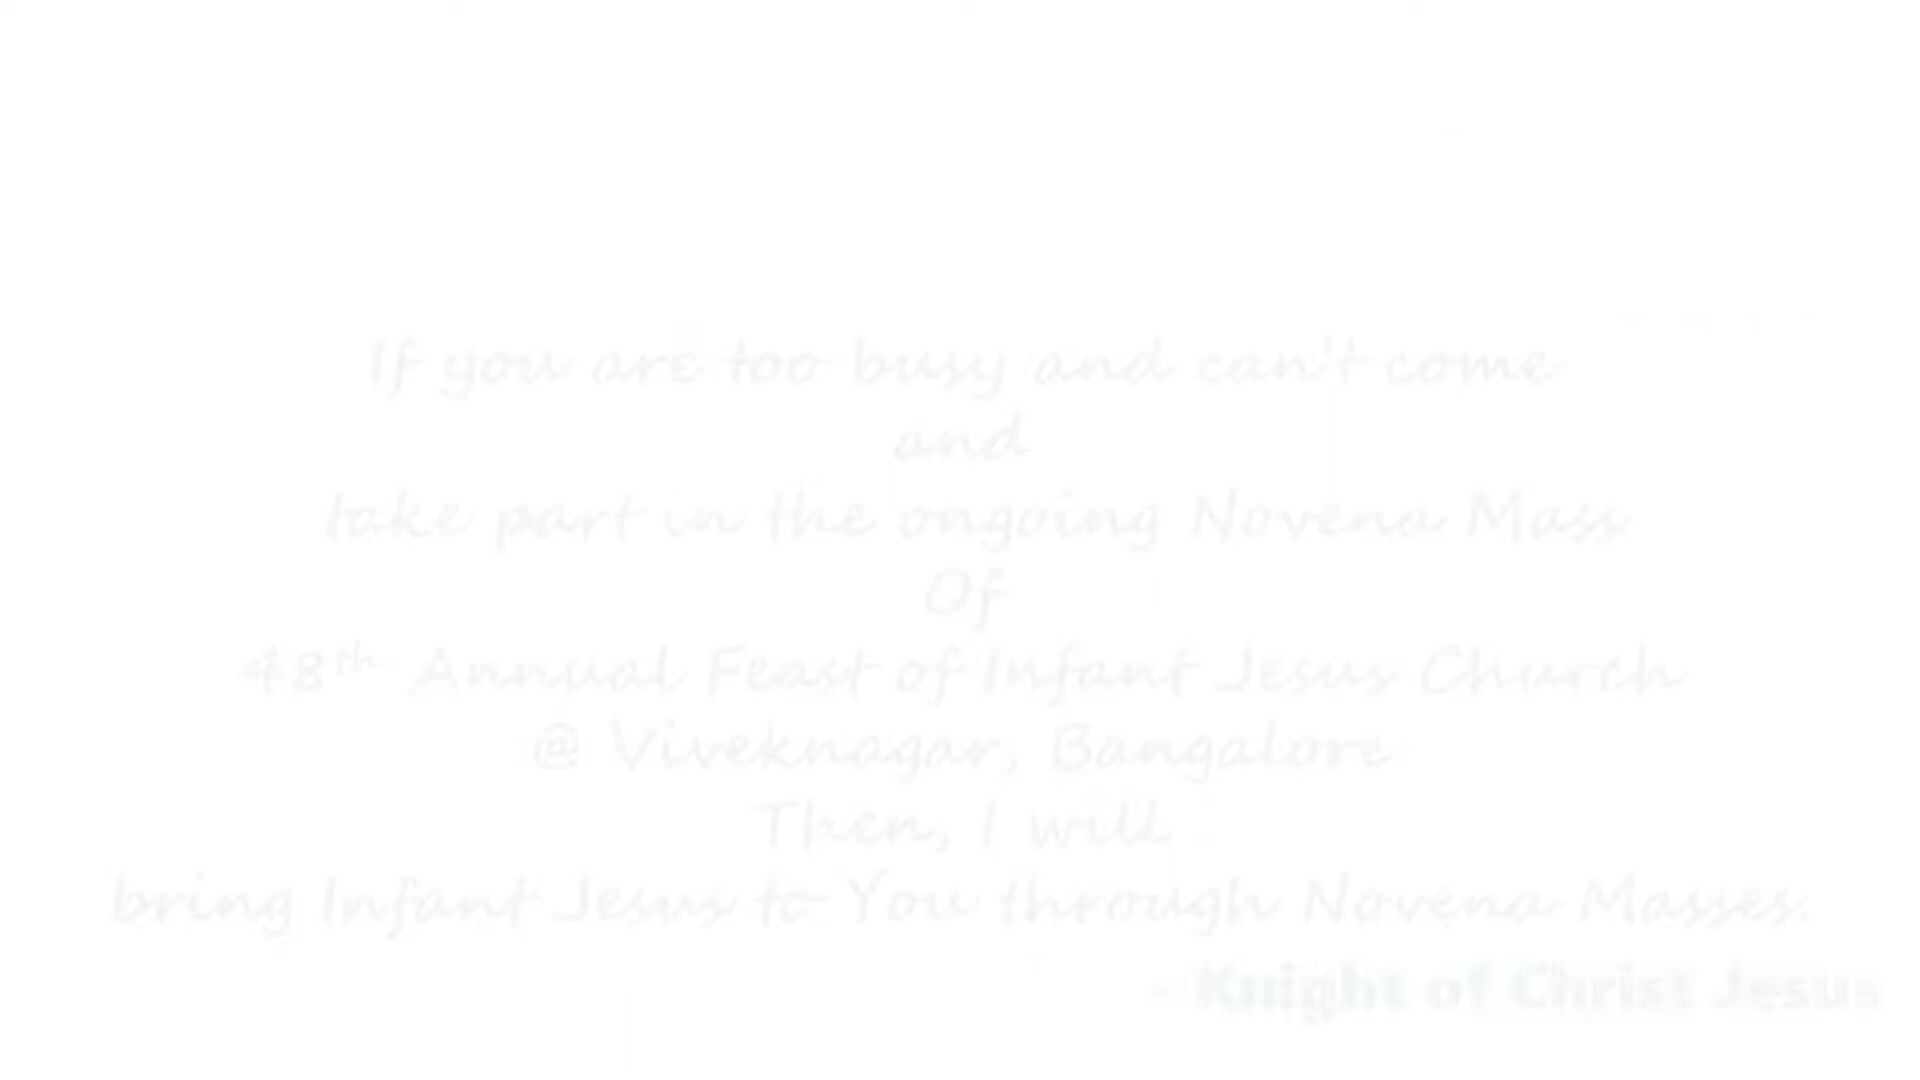 If you are too busy and can't come
and
take part in the ongoing Novena Mass
Of
48th Annual Feast of Infant Jesus Church
@ Viveknagar, Bangalore
Then, I will
bring Infant Jesus to You through Novena Masses.
- Knight of Christ Jesus